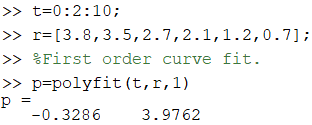 >> t=0:2:10;
>> r=[3.8,3.5,2.7,2.1,1.2,0.7];
>> %First order curve fit.
>> p=polyfit(t,r,1)
p =
-0.3286 3.9762